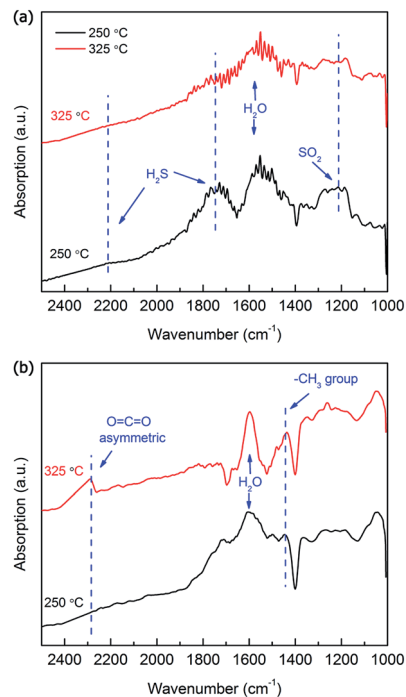 (a)
250 °C
325 °C
325 °C
H₂O
H₂S
SO₂
250 °C
Absorption (a.u.)
2400 2200 2000 1800 1600 1400 1200 1000
Wavenumber (cm⁻¹)
(b)
-CH₃ group
O=C=O
asymmetric
325 °C
H₂O
250 °C
Absorption (a.u.)
2400 2200 2000 1800 1600 1400 1200 1000
Wavenumber (cm⁻¹)